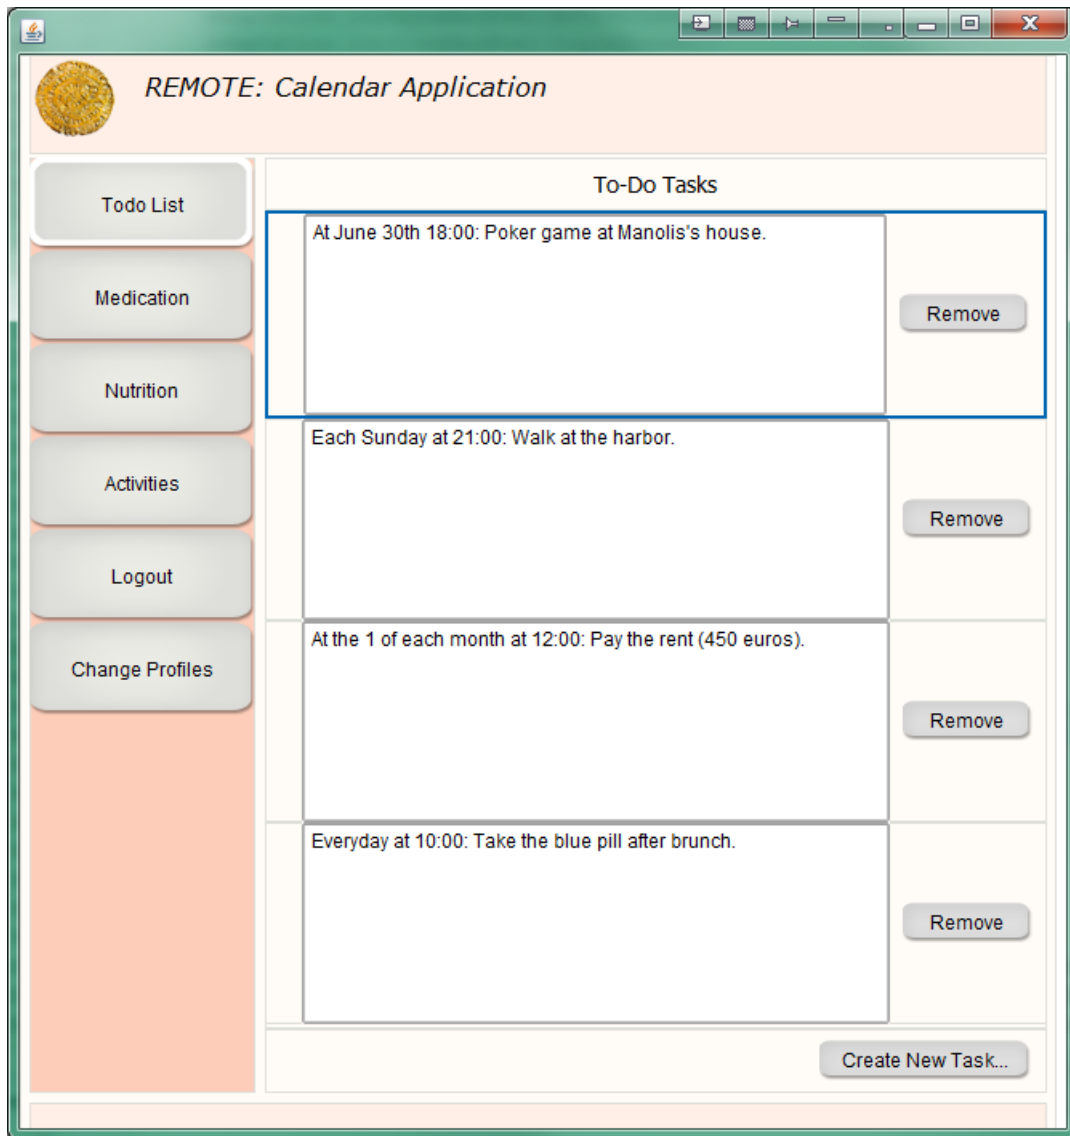 REMOTE: Calendar Application
Todo List
Medication
Nutrition
Activities
Logout
Change Profiles
To-Do Tasks
At June 30th 18:00: Poker game at Manolis's house.
Remove
Each Sunday at 21:00: Walk at the harbor.
Remove
At the 1 of each month at 12:00: Pay the rent (450 euros).
Remove
Everyday at 10:00: Take the blue pill after brunch.
Remove
Create New Task...